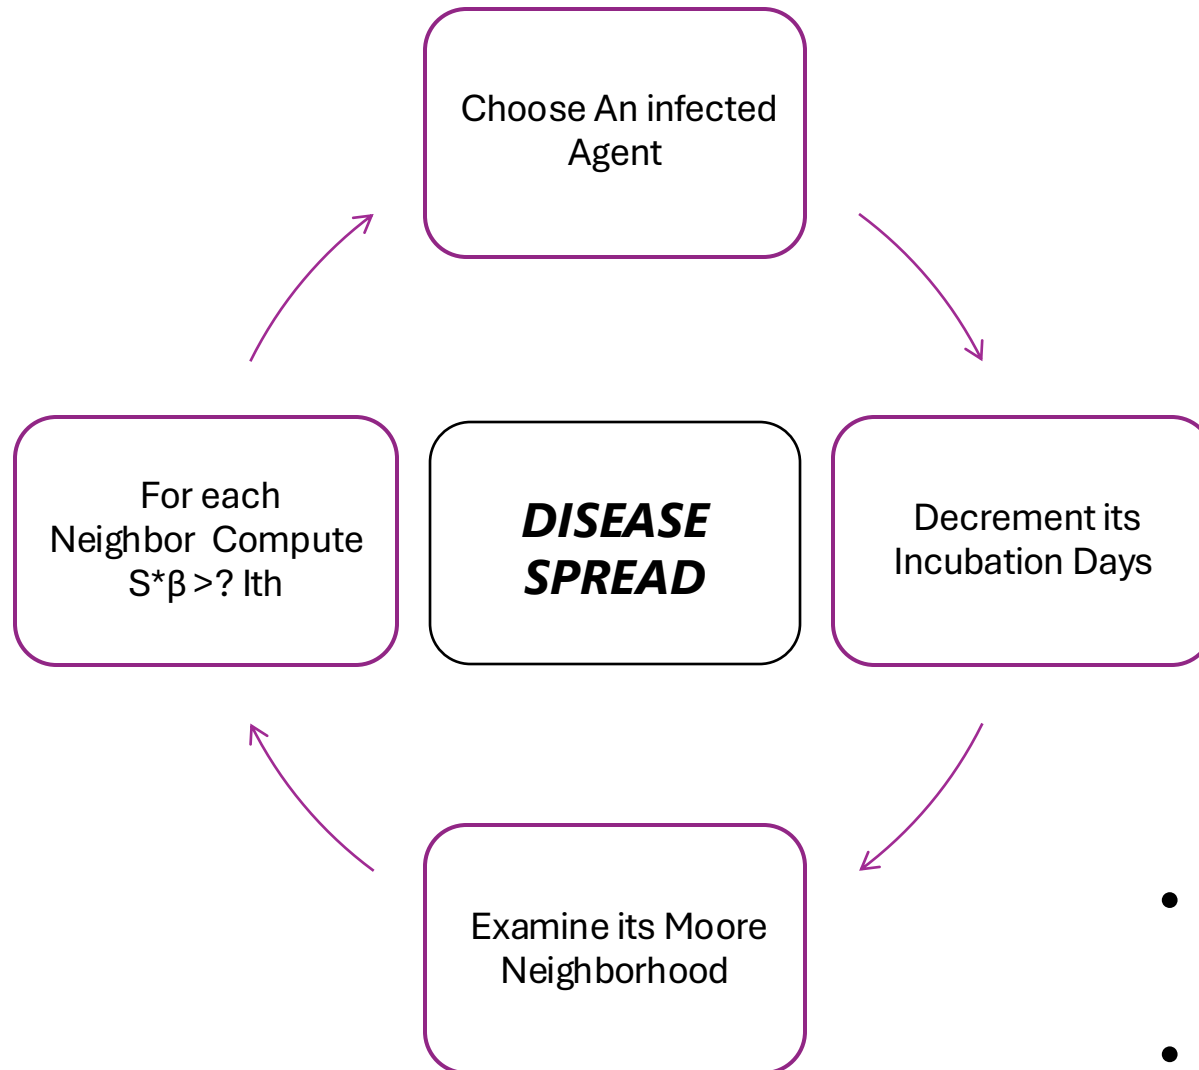 Choose An infected
Agent
For each
Neighbor Compute
S*β >? Ith
DISEASE
SPREAD
Decrement its
Incubation Days
Examine its Moore
Neighborhood